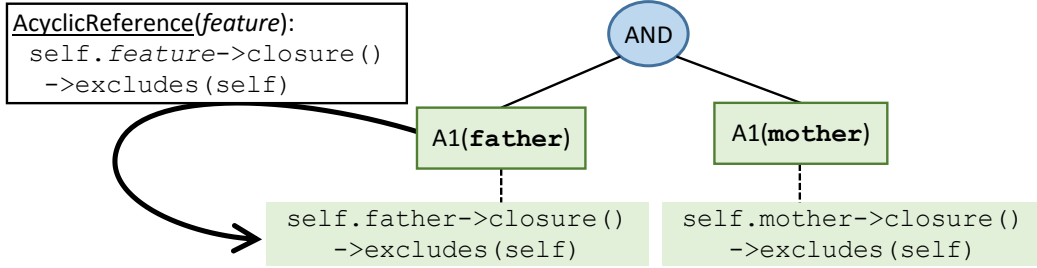 AcyclicReference(feature):
self.feature->closure()
->excludes(self)
AND
A1(father)
A1(mother)
self.father->closure()
->excludes(self)
self.mother->closure()
->excludes(self)